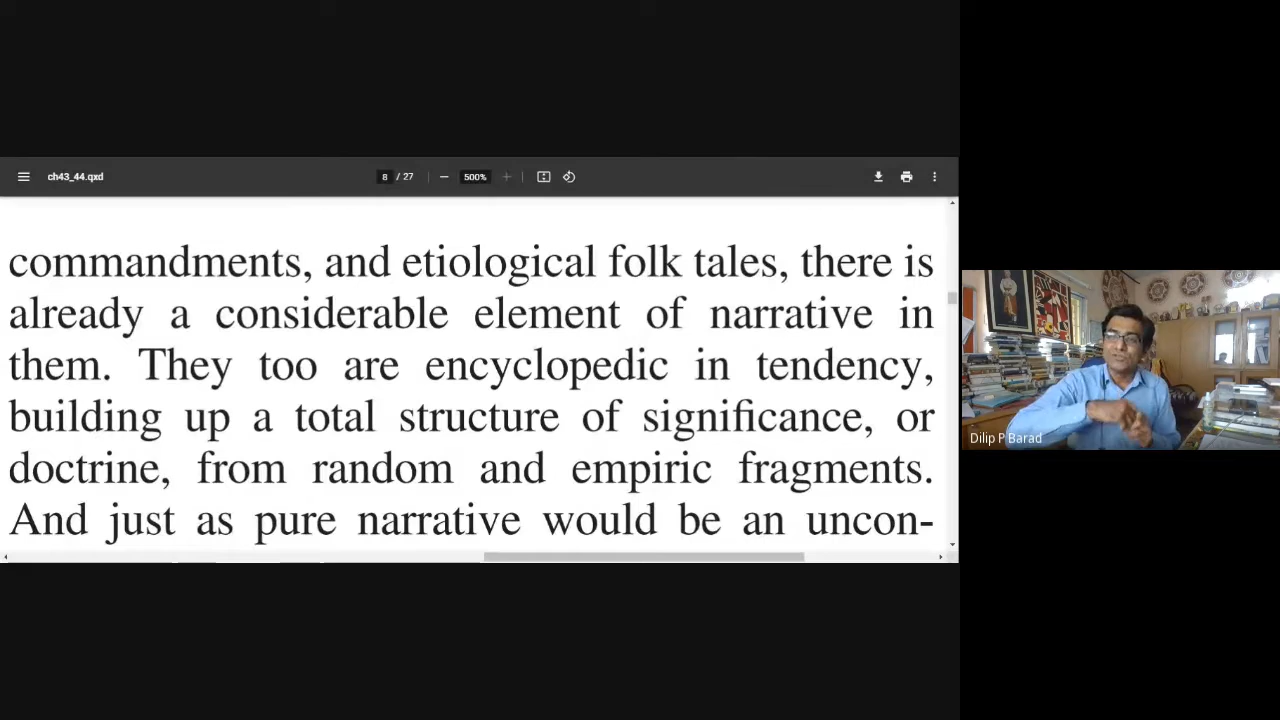 ch43_44.qxd
8 / 27
500%
commandments, and etiological folk tales, there is
already a considerable element of narrative in
them. They too are encyclopedic in tendency,
building up a total structure of significance, or
doctrine, from random and empiric fragments.
And just as pure narrative would be an uncon-
Dilip P Barad